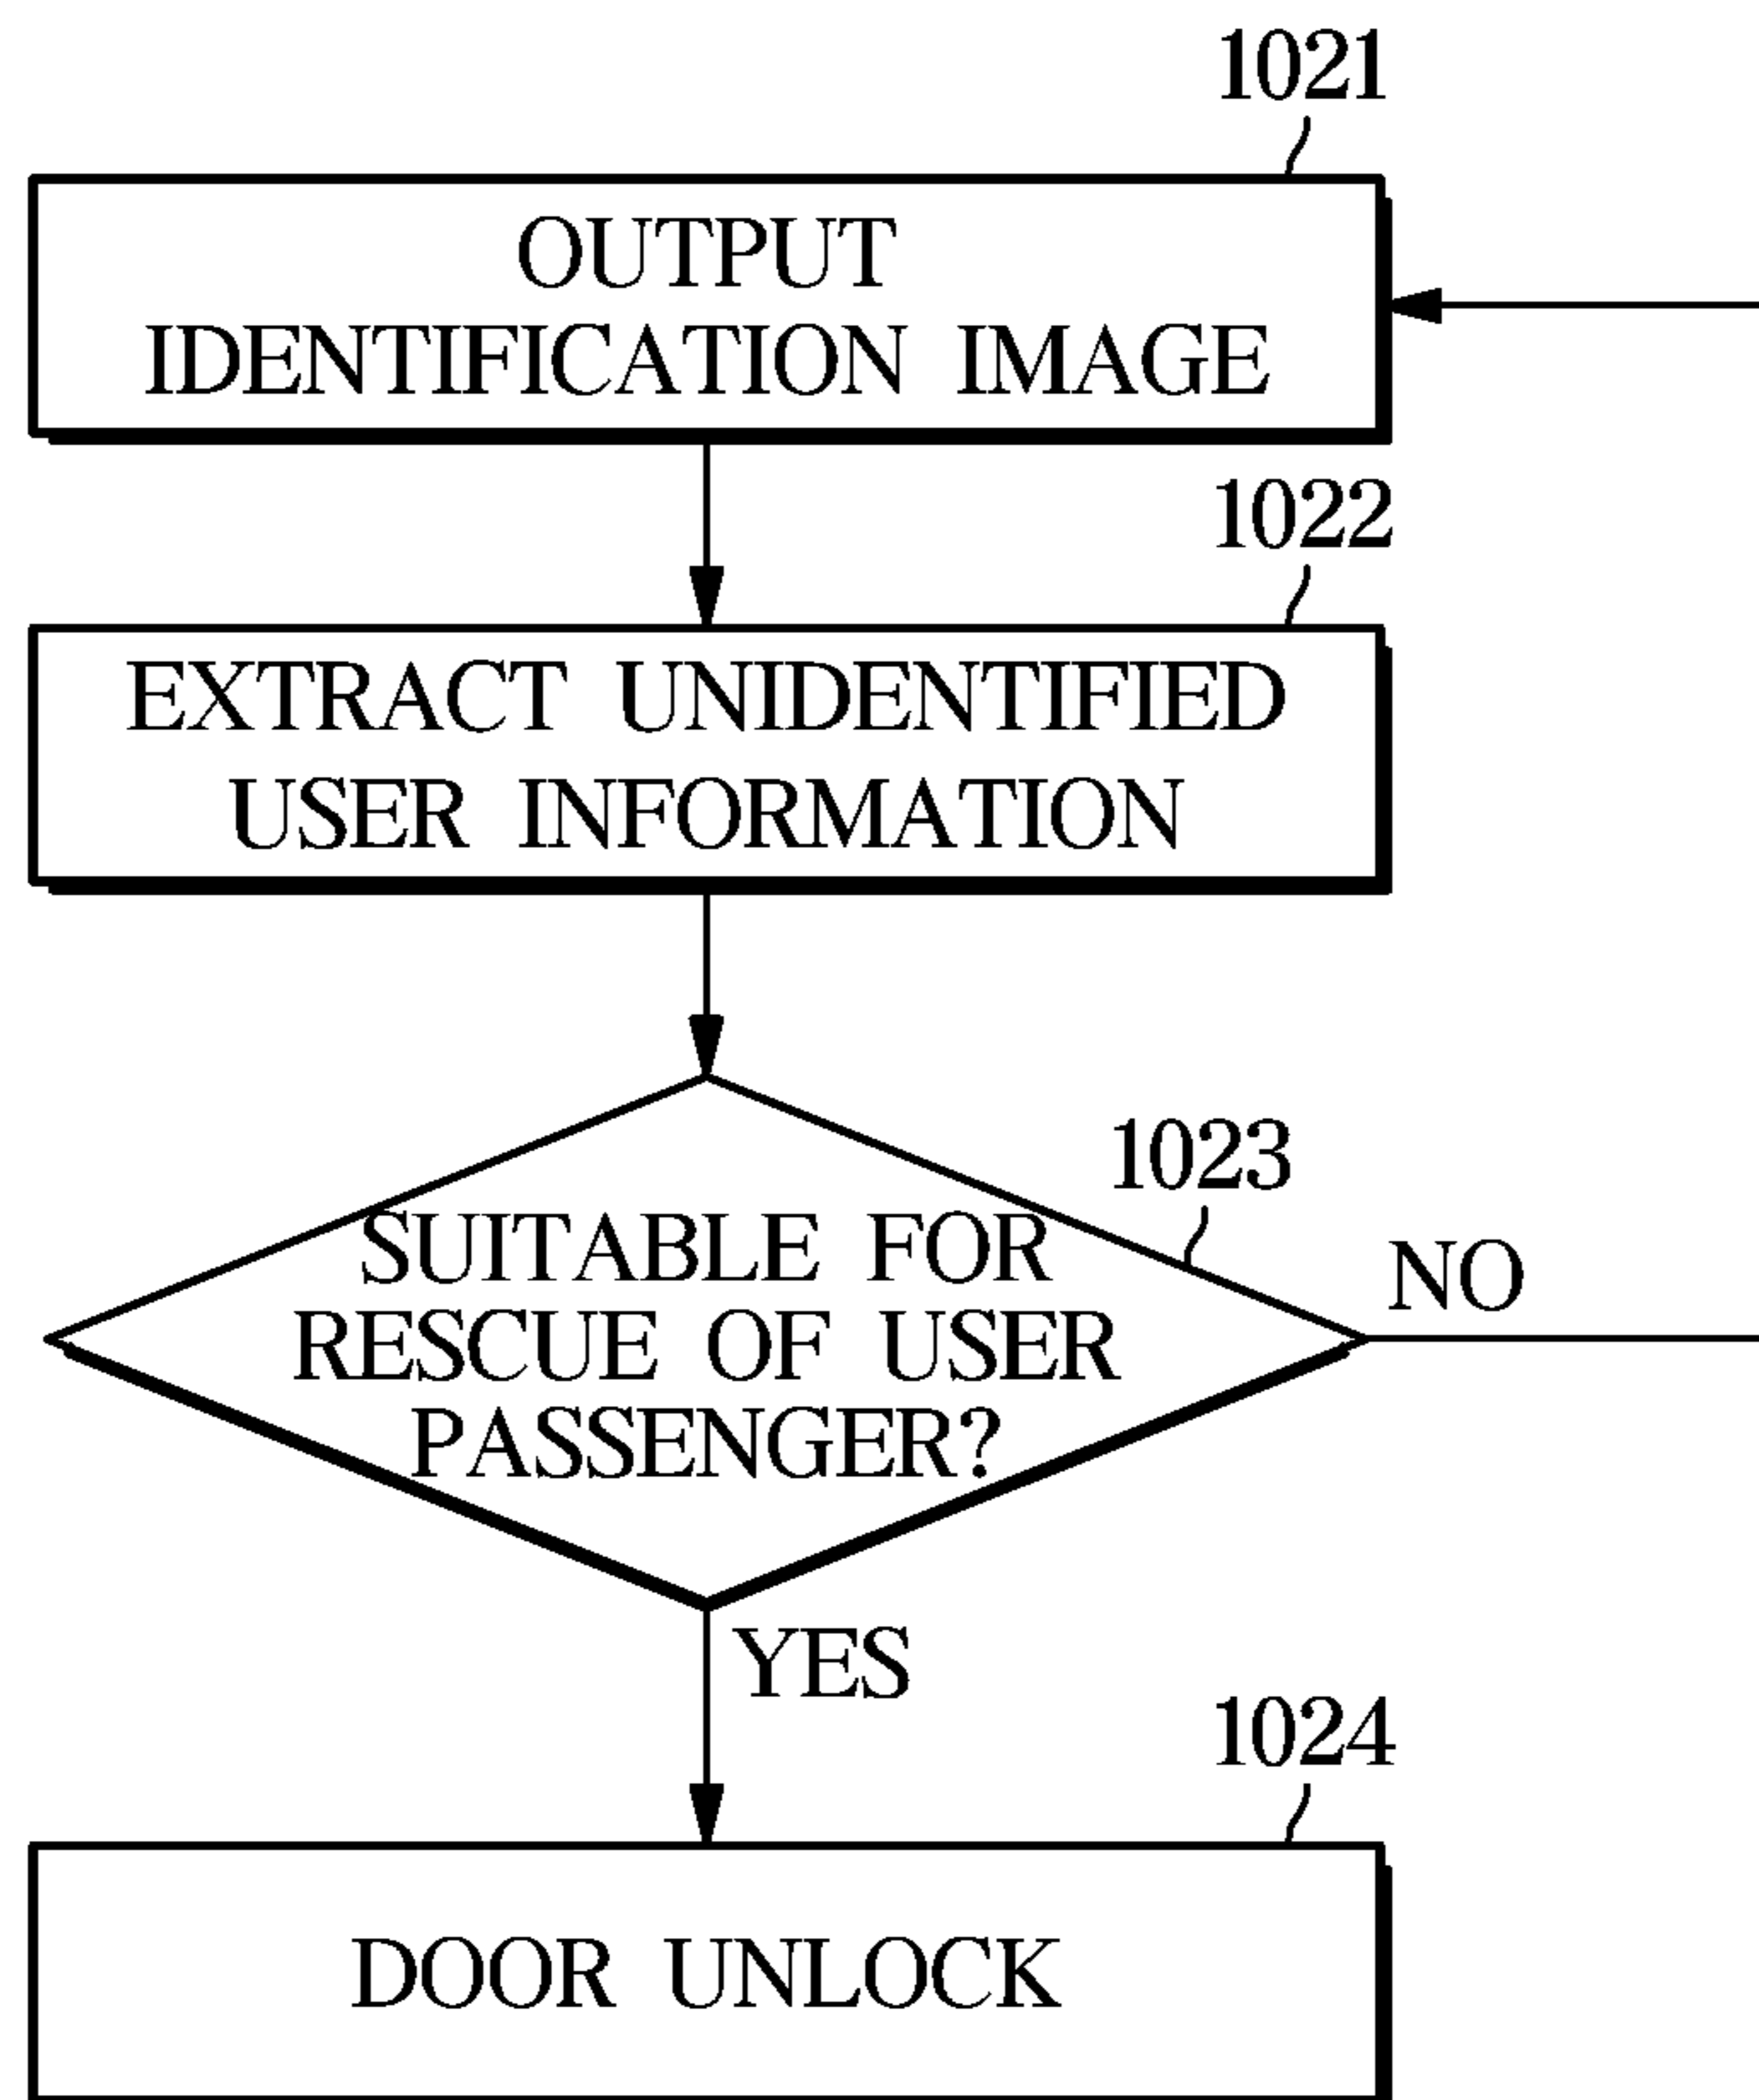 1021
OUTPUT
IDENTIFICATION IMAGE
1022
EXTRACT UNIDENTIFIED
USER INFORMATION
1023
SUITABLE FOR
RESCUE OF USER
PASSENGER?
NO
YES
1024
DOOR UNLOCK